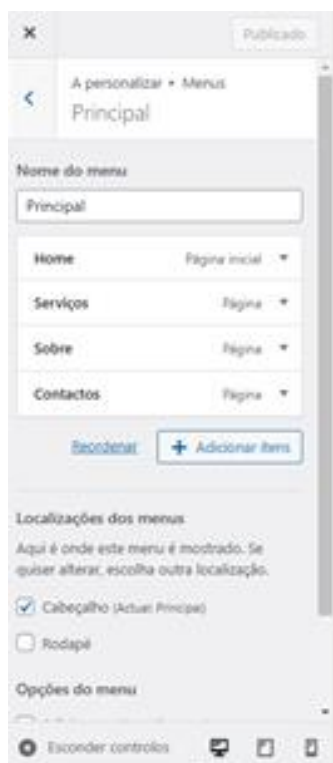 Publicado
A personalizar • Menus
Principal
Nome do menu
Principal
Home Página inicial
Serviços Página
Sobre Página
Contactos Página
Reordenar + Adicionar itens
Localizações dos menus
Aqui é onde este menu é mostrado. Se
quiser alterar, escolha outra localização.
Cabeçalho (Actual: Principal)
Rodapé
Opções do menu
Esconder controlos